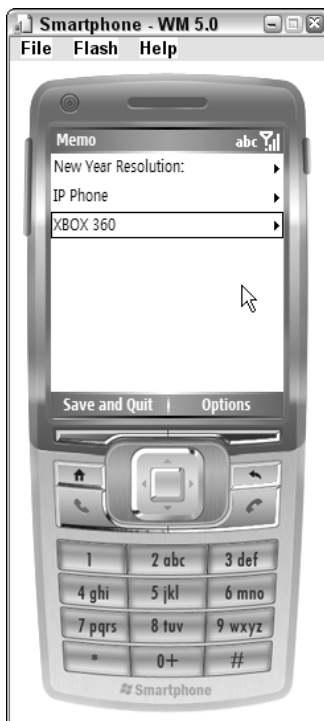 Smartphone - WM 5.0
File Flash Help
Memo abc
New Year Resolution:
IP Phone
XBOX 360
Save and Quit Options
1 2 abc 3 def
4 ghi 5 jkl 6 mno
7 pqrs 8 tuv 9 wxyz
* 0+ #
Smartphone